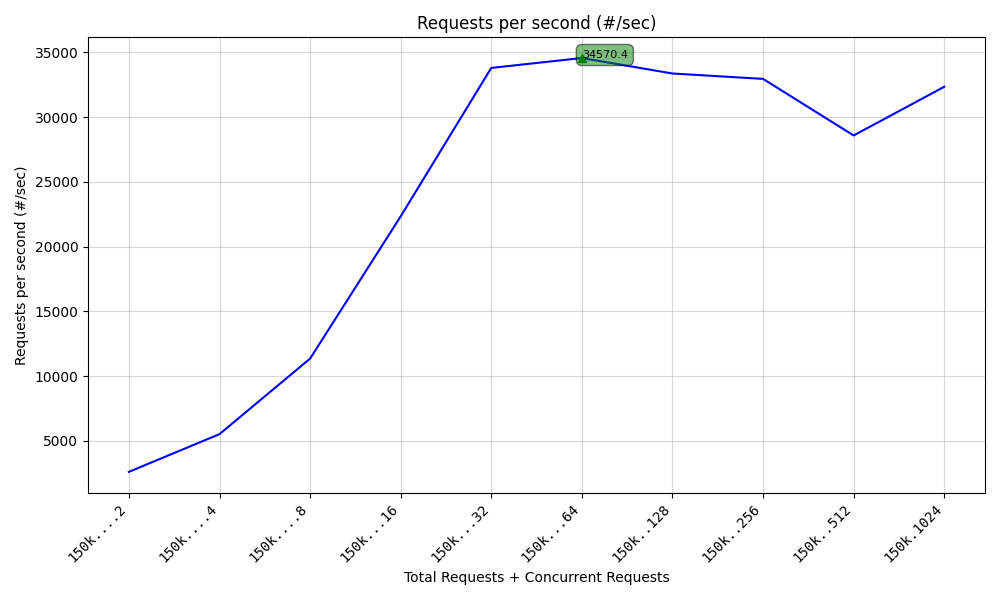 Requests per second (#/sec)
34570.4
35000
30000
25000
20000
15000
10000
5000
Requests per second (#/sec)
150k....2
150k....4
150k....8
150k...16
150k...32
150k...64
150k..128
150k..256
150k..512
150k.1024
Total Requests + Concurrent Requests